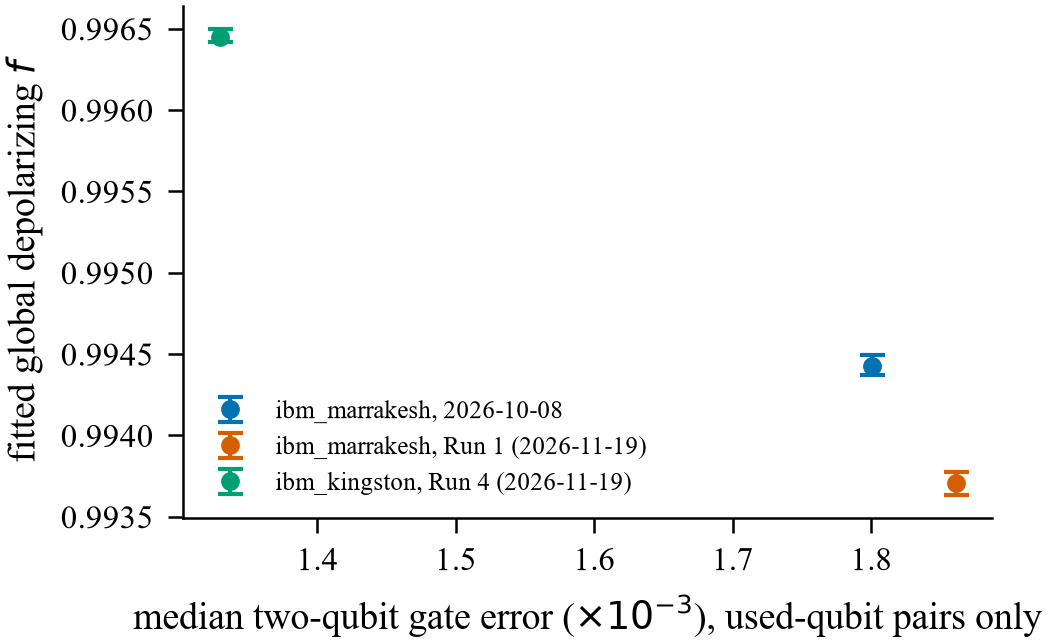 fitted global depolarizing f
0.9965
0.9960
0.9955
0.9950
0.9945
0.9940
0.9935
ibm_marrakesh, 2026-10-08
ibm_marrakesh, Run 1 (2026-11-19)
ibm_kingston, Run 4 (2026-11-19)
1.4 1.5 1.6 1.7 1.8
median two-qubit gate error (×10⁻³), used-qubit pairs only